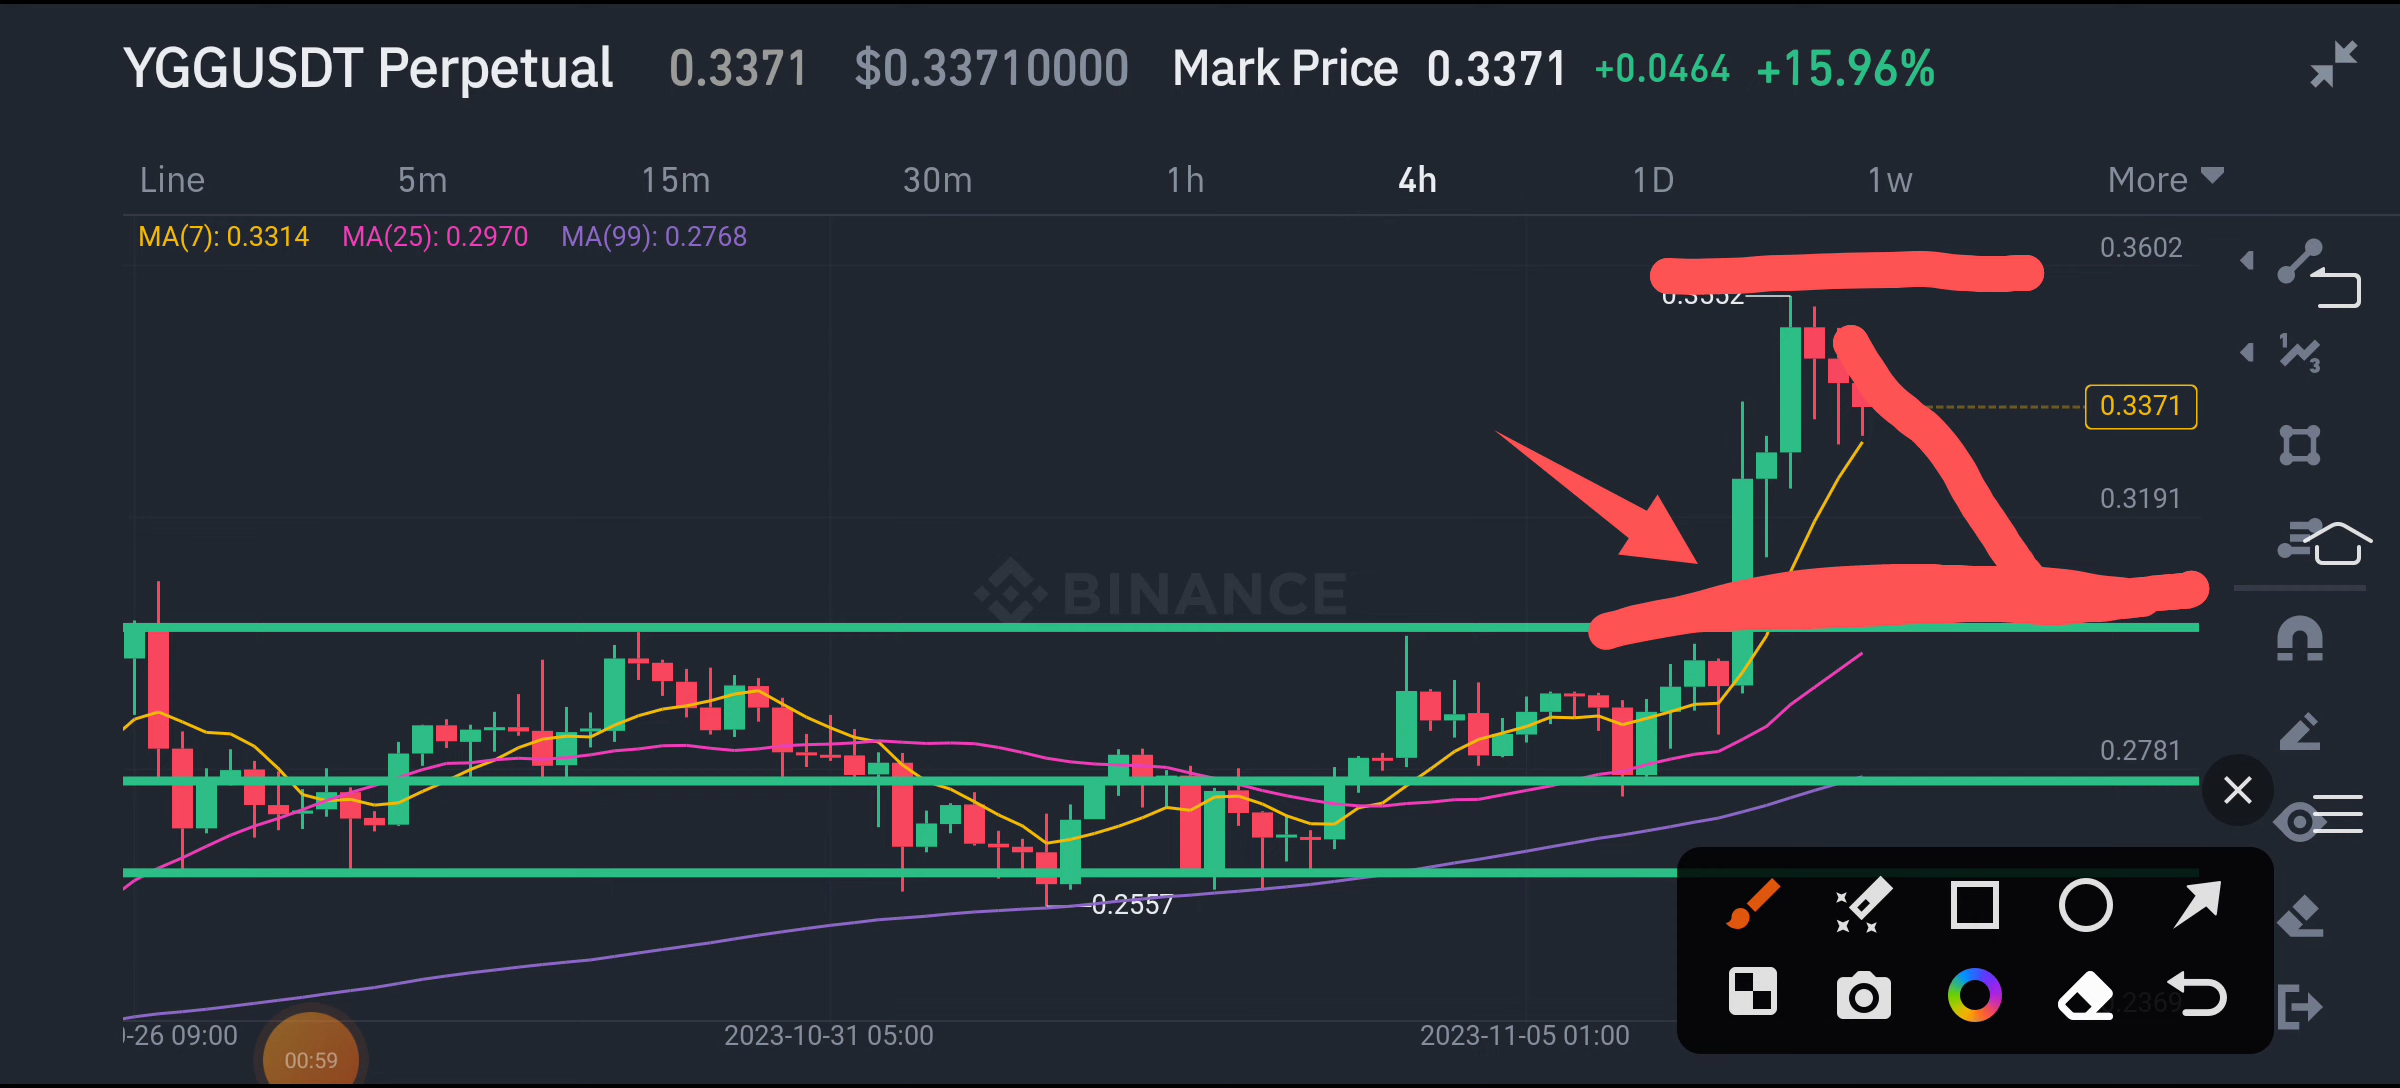 YGGUSDT Perpetual 0.3371 $0.33710000 Mark Price 0.3371 +0.0464 +15.96%
Line 5m 15m 30m 1h 4h 1D 1w More
MA(7): 0.3314 MA(25): 0.2970 MA(99): 0.2768
0.3602
0.3552
0.3371
0.3191
BINANCE
0.2781
0.2557
.2369
-26 09:00 2023-10-31 05:00 2023-11-05 01:00
00:59